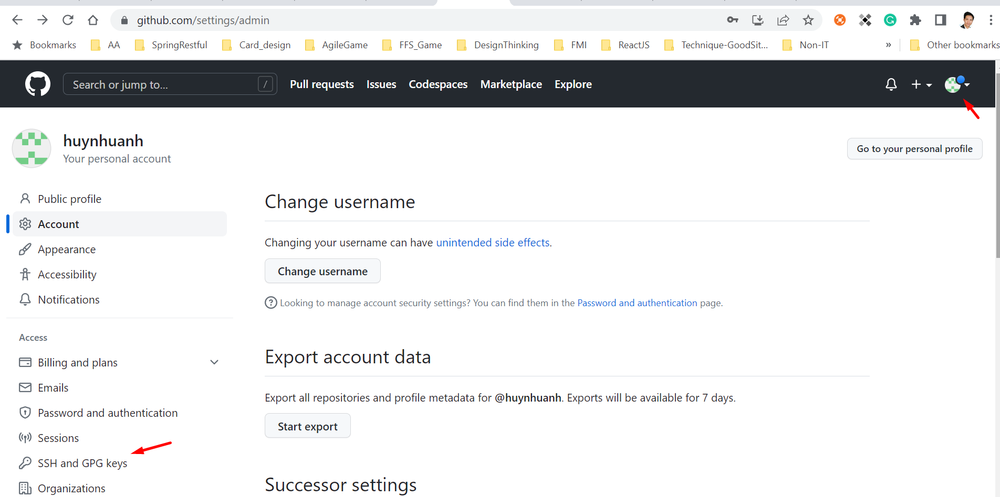 github.com/settings/admin
Bookmarks AA SpringRestful Card_design AgileGame FFS_Game DesignThinking FMI ReactJS Technique-GoodSit... Non-IT » Other bookmarks
Search or jump to... / Pull requests Issues Codespaces Marketplace Explore
huynhuanh
Your personal account
Go to your personal profile
Public profile
Account
Appearance
Accessibility
Notifications
Access
Billing and plans
Emails
Password and authentication
Sessions
SSH and GPG keys
Organizations
Change username
Changing your username can have unintended side effects.
Change username
Looking to manage account security settings? You can find them in the Password and authentication page.
Export account data
Export all repositories and profile metadata for @huynhuanh. Exports will be available for 7 days.
Start export
Successor settings